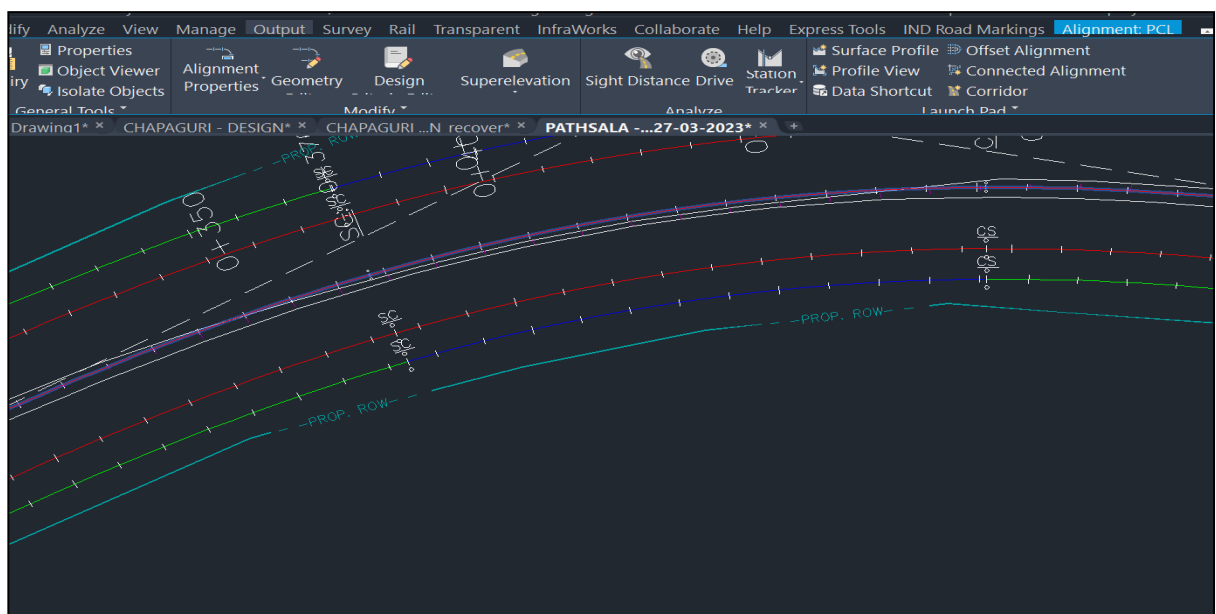 dify Analyze View Manage Output Survey Rail Transparent InfraWorks Collaborate Help Express Tools IND Road Markings Alignment: PCL
Properties
Object Viewer
Isolate Objects
General Tools
Alignment Properties
Geometry
Design
Superelevation
Modify
Sight Distance
Drive
Station Tracker
Analyze
Surface Profile
Offset Alignment
Profile View
Connected Alignment
Data Shortcut
Corridor
Launch Pad
Drawing1* × CHAPAGURI - DESIGN* × CHAPAGURI ...N_recover* × PATHSALA -...27-03-2023* × +
-PROP. ROW
0+350
CS
CS
SC
-PROP. ROW-
-PROP. ROW-